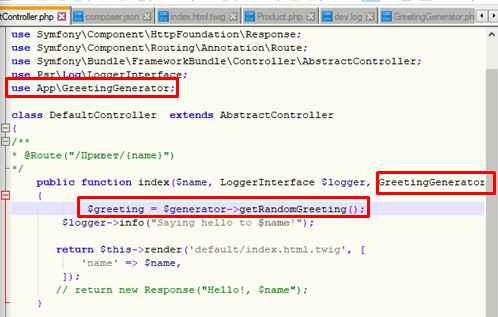 tController.php composer.json index.html.twig Product.php dev.log GreetingGenerator.ph
use Symfony\Component\HttpFoundation\Response;
use Symfony\Component\Routing\Annotation\Route;
use Symfony\Bundle\FrameworkBundle\Controller\AbstractController;
use Psr\Log\LoggerInterface;
use App\GreetingGenerator;
class DefaultController extends AbstractController
{
/**
* @Route("/Привет/{name}")
*/
public function index($name, LoggerInterface $logger, GreetingGenerator
{
$greeting = $generator->getRandomGreeting();
$logger->info("Saying hello to $name!");
return $this->render('default/index.html.twig', [
'name' => $name,
]);
// return new Response("Hello!, $name");
}